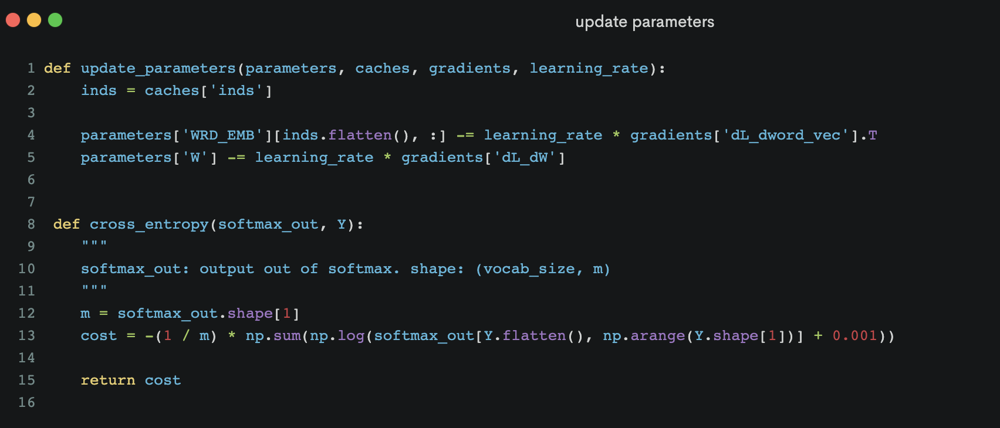 update parameters
1 def update_parameters(parameters, caches, gradients, learning_rate):
2     inds = caches['inds']
3
4     parameters['WRD_EMB'][inds.flatten(), :] -= learning_rate * gradients['dL_dword_vec'].T
5     parameters['W'] -= learning_rate * gradients['dL_dW']
6
7
8  def cross_entropy(softmax_out, Y):
9     """
10     softmax_out: output out of softmax. shape: (vocab_size, m)
11     """
12     m = softmax_out.shape[1]
13     cost = -(1 / m) * np.sum(np.log(softmax_out[Y.flatten(), np.arange(Y.shape[1])] + 0.001))
14
15     return cost
16